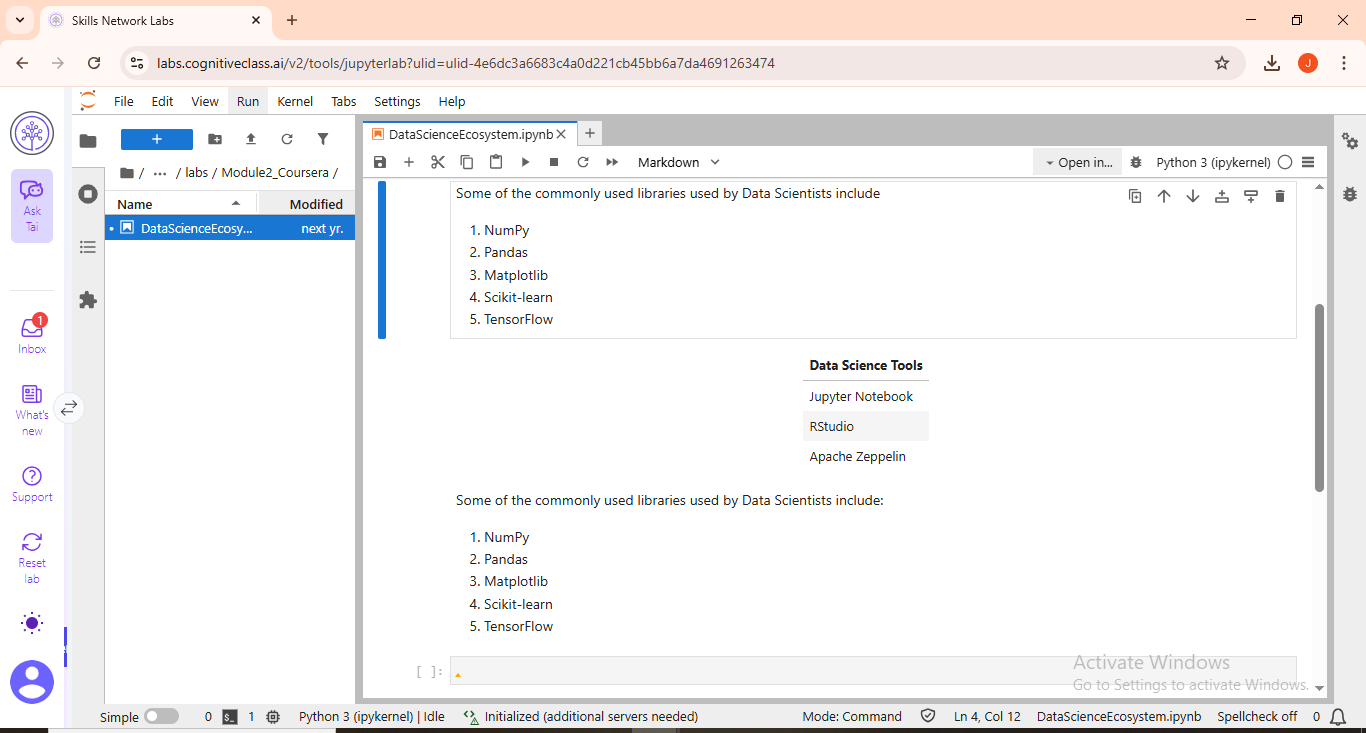 Skills Network Labs
labs.cognitiveclass.ai/v2/tools/jupyterlab?ulid=ulid-4e6dc3a6683c4a0d221cb45bb6a7da4691263474
J
File Edit View Run Kernel Tabs Settings Help
Ask
Tai
1
Inbox
What's
new
Support
Reset
lab
/ ... / labs / Module2_Coursera /
Name Modified
DataScienceEcosy... next yr.
DataScienceEcosystem.ipynb
Markdown Open in... Python 3 (ipykernel)
Some of the commonly used libraries used by Data Scientists include
1. NumPy
2. Pandas
3. Matplotlib
4. Scikit-learn
5. TensorFlow
Data Science Tools
Jupyter Notebook
RStudio
Apache Zeppelin
Some of the commonly used libraries used by Data Scientists include:
1. NumPy
2. Pandas
3. Matplotlib
4. Scikit-learn
5. TensorFlow
[ ]:
Activate Windows
Go to Settings to activate Windows.
Simple 0 1 Python 3 (ipykernel) | Idle Initialized (additional servers needed) Mode: Command Ln 4, Col 12 DataScienceEcosystem.ipynb Spellcheck off 0